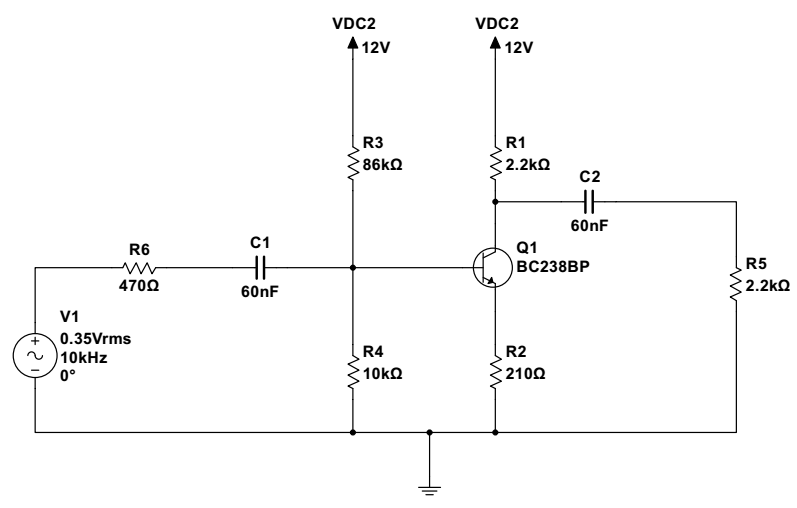 VDC2
12V
VDC2
12V
R3
86kΩ
R1
2.2kΩ
C2
60nF
R6
470Ω
C1
60nF
Q1
BC238BP
R5
2.2kΩ
V1
0.35Vrms
10kHz
0°
R4
10kΩ
R2
210Ω